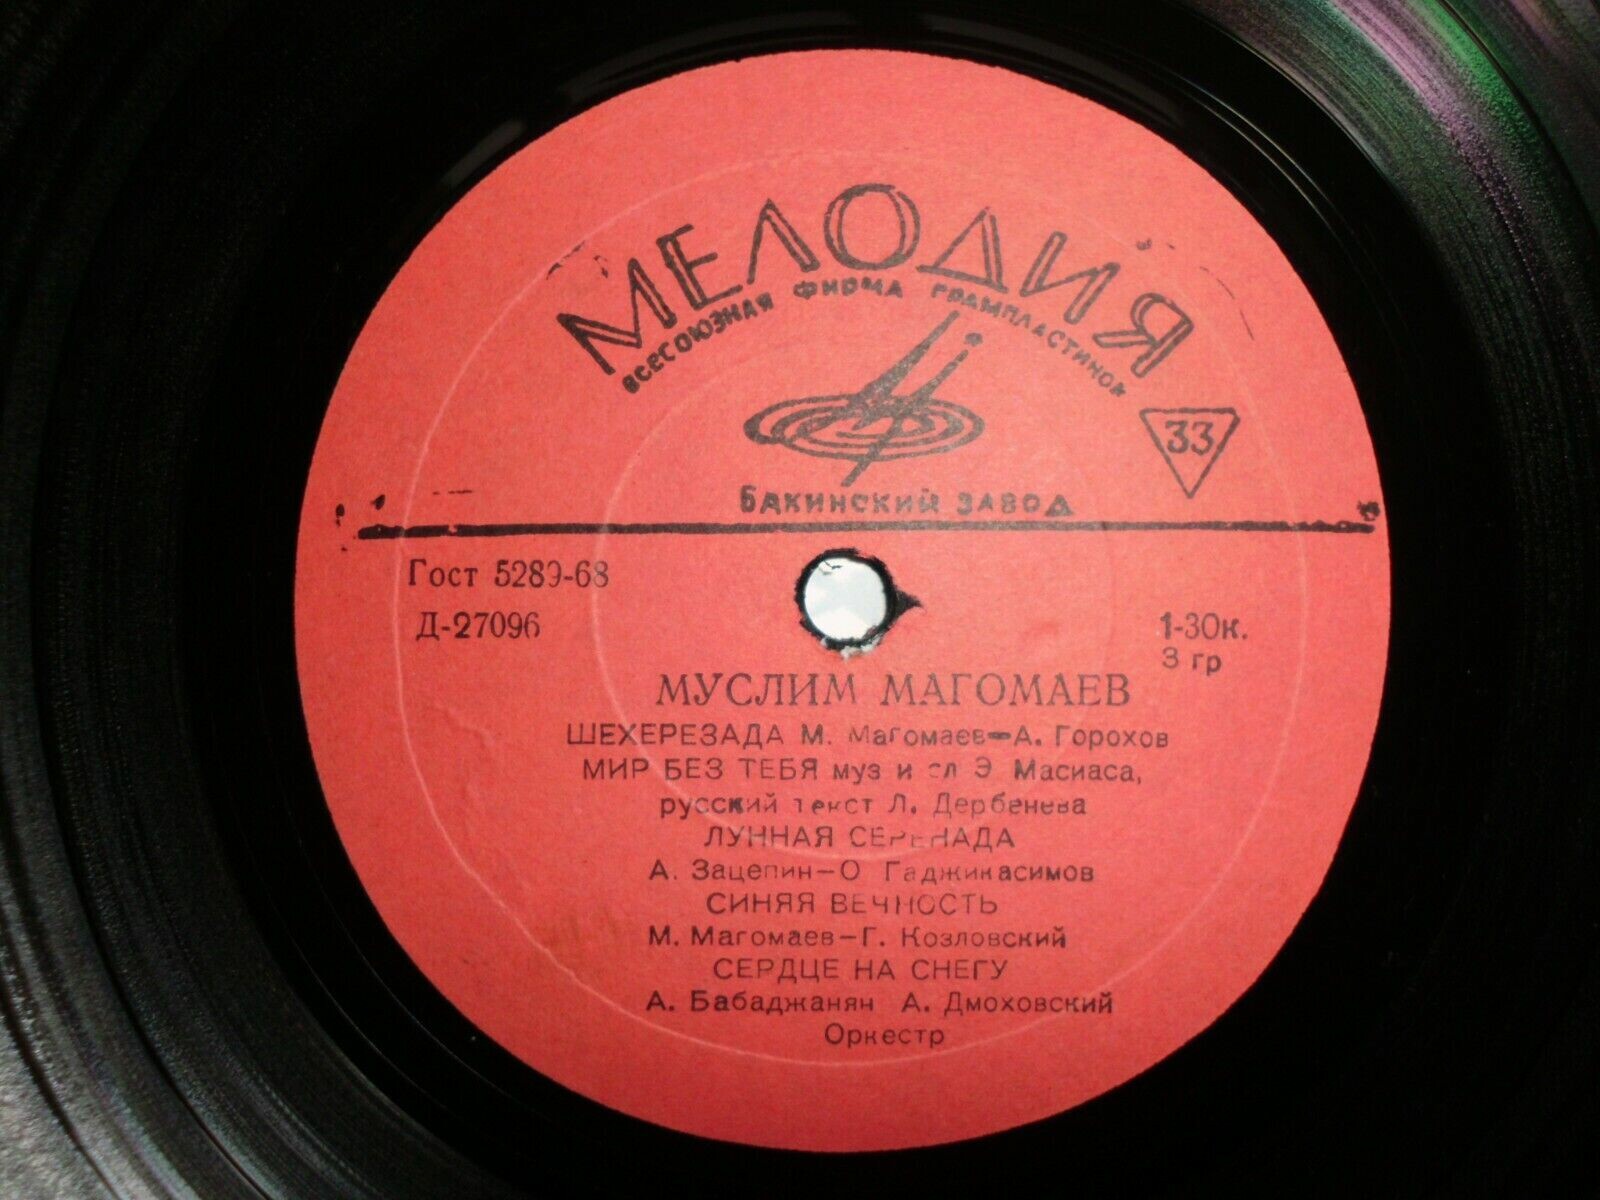 МЕЛОДИЯ
ВСЕСОЮЗНАЯ ФИРМА ГРАМПЛАСТИНОК
33
БАКИНСКИЙ ЗАВОД
Гост 5289-68
Д-27096
1-30к.
3 гр
МУСЛИМ МАГОМАЕВ
ШЕХЕРЕЗАДА М. Магомаев—А. Горохов
МИР БЕЗ ТЕБЯ муз и сл Э. Масиаса,
русский текст Л. Дербенева
ЛУННАЯ СЕРЕНАДА
А. Зацепин—О Гаджикасимов
СИНЯЯ ВЕЧНОСТЬ
М. Магомаев—Г. Козловский
СЕРДЦЕ НА СНЕГУ
А. Бабаджанян А. Дмоховский
Оркестр